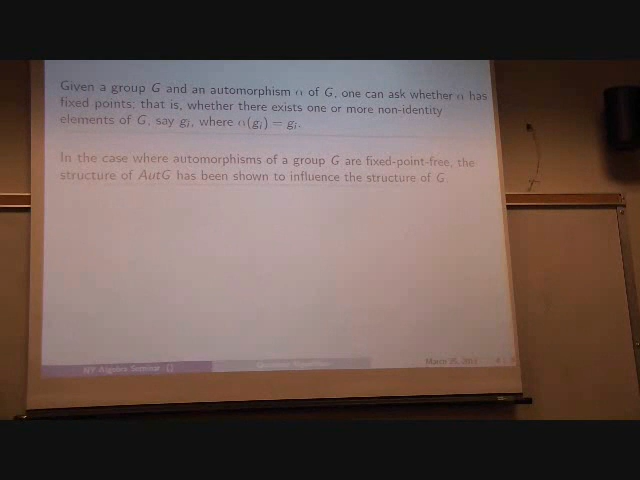 Given a group G and an automorphism α of G, one can ask whether α has
fixed points; that is, whether there exists one or more non-identity
elements of G, say gᵢ, where α(gᵢ) = gᵢ.
In the case where automorphisms of a group G are fixed-point-free, the
structure of AutG has been shown to influence the structure of G.
NY Algebra Seminar ()
March 25, 2011